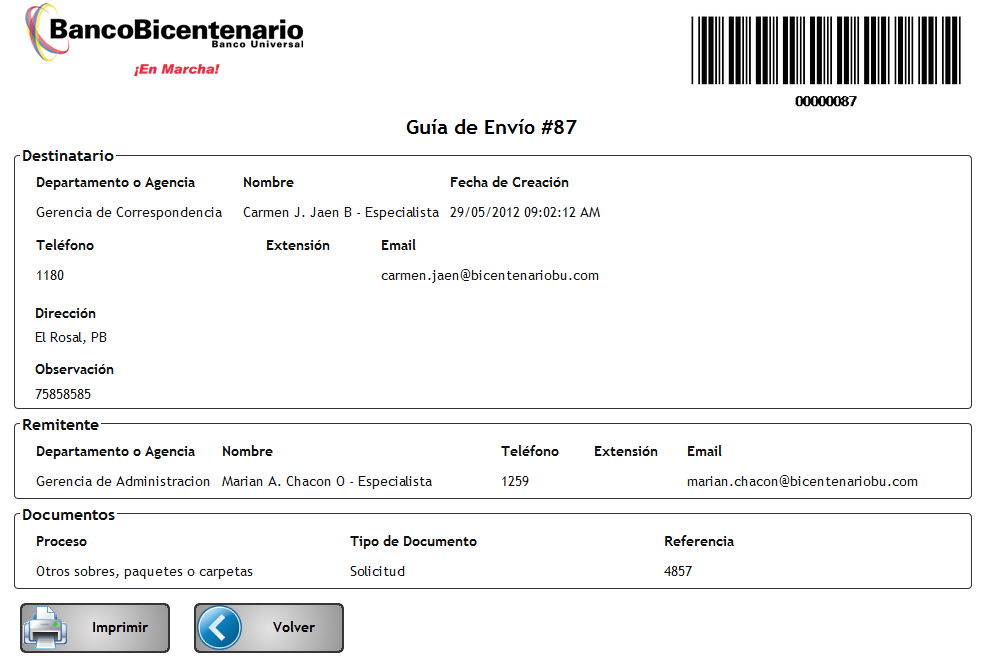 BancoBicentenario
Banco Universal
¡En Marcha!
00000087
Guía de Envío #87
Destinatario
Departamento o Agencia Nombre Fecha de Creación
Gerencia de Correspondencia Carmen J. Jaen B - Especialista 29/05/2012 09:02:12 AM
Teléfono Extensión Email
1180 carmen.jaen@bicentenariobu.com
Dirección
El Rosal, PB
Observación
75858585
Remitente
Departamento o Agencia Nombre Teléfono Extensión Email
Gerencia de Administracion Marian A. Chacon O - Especialista 1259 marian.chacon@bicentenariobu.com
Documentos
Proceso Tipo de Documento Referencia
Otros sobres, paquetes o carpetas Solicitud 4857
Imprimir Volver